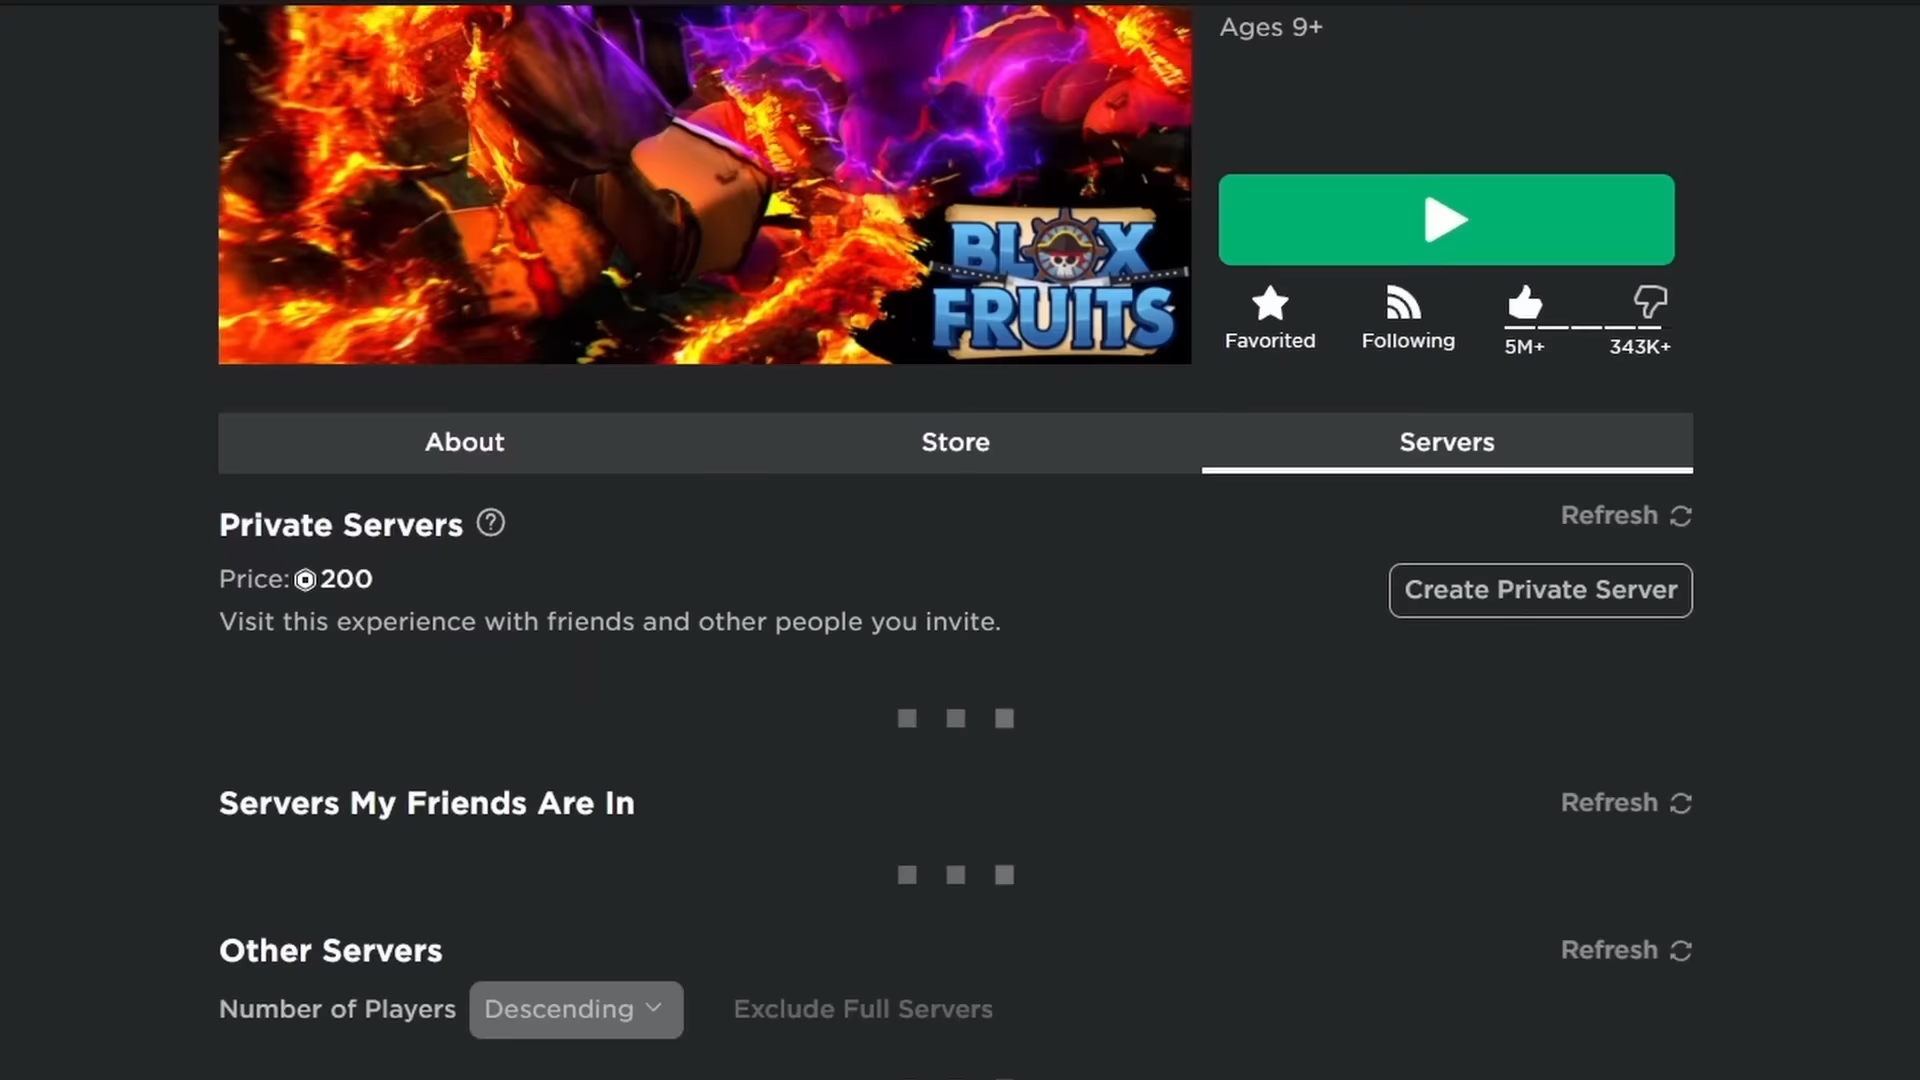 Ages 9+
BLOX
FRUITS
Favorited
Following
5M+
343K+
About
Store
Servers
Private Servers
Refresh
Price: 200
Create Private Server
Visit this experience with friends and other people you invite.
Servers My Friends Are In
Refresh
Other Servers
Refresh
Number of Players
Descending
Exclude Full Servers